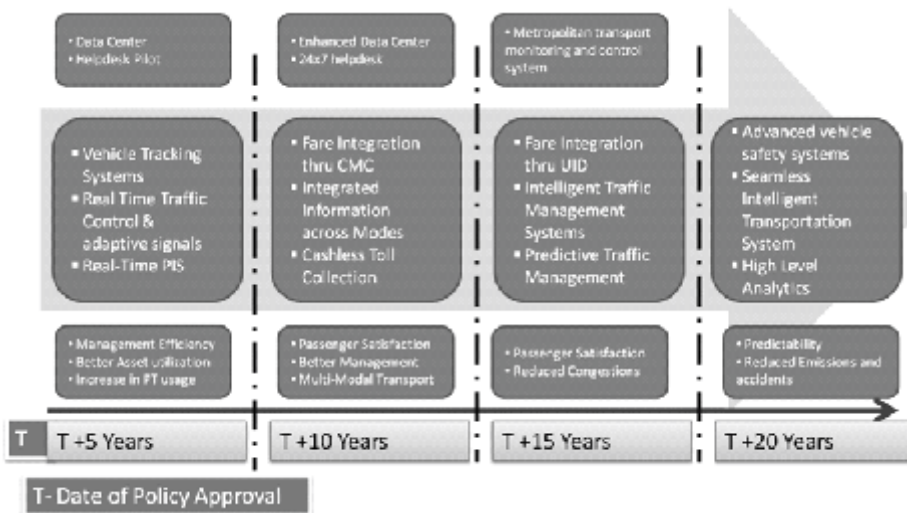 ▪ Data Center
▪ Helpdesk Pilot
▪ Enhanced Data Center
▪ 24x7 helpdesk
▪ Metropolitan transport
monitoring and control
system
▪ Vehicle Tracking
Systems
▪ Real Time Traffic
Control &
adaptive signals
▪ Real-Time PIS
▪ Fare Integration
thru CMC
▪ Integrated
Information
across Modes
▪ Cashless Toll
Collection
▪ Fare Integration
thru UID
▪ Intelligent Traffic
Management
Systems
▪ Predictive Traffic
Management
▪ Advanced vehicle
safety systems
▪ Seamless
Intelligent
Transportation
System
▪ High Level
Analytics
▪ Management Efficiency
▪ Better Asset utilization
▪ Increase in PT usage
▪ Passenger Satisfaction
▪ Better Management
▪ Multi-Modal Transport
▪ Passenger Satisfaction
▪ Reduced Congestions
▪ Predictability
▪ Reduced Emissions and
accidents
T
T +5 Years
T +10 Years
T +15 Years
T +20 Years
T- Date of Policy Approval